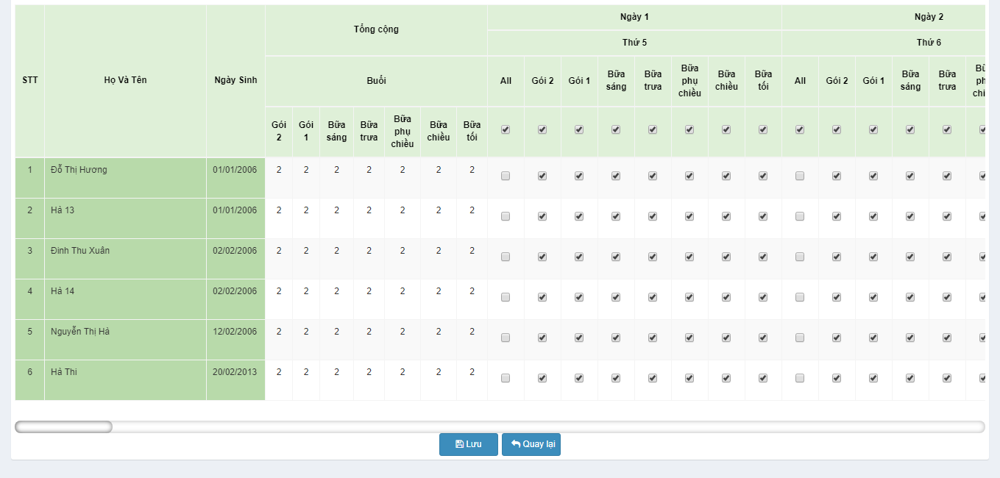 Ngày 1
Ngày 2
Tổng cộng
Thứ 5
Thứ 6
STT Họ Và Tên Ngày Sinh Buổi All Gói 2 Gói 1 Bữa sáng Bữa trưa Bữa phụ chiều Bữa chiều Bữa tối All Gói 2 Gói 1 Bữa sáng Bữa trưa
Gói 2 Gói 1 Bữa sáng Bữa trưa Bữa phụ chiều Bữa chiều Bữa tối
1 Đỗ Thị Hương 01/01/2006 2 2 2 2 2 2 2
2 Hà 13 01/01/2006 2 2 2 2 2 2 2
3 Đinh Thu Xuân 02/02/2006 2 2 2 2 2 2 2
4 Hà 14 02/02/2006 2 2 2 2 2 2 2
5 Nguyễn Thị Hà 12/02/2006 2 2 2 2 2 2 2
6 Hà Thi 20/02/2013 2 2 2 2 2 2 2
Lưu Quay lại